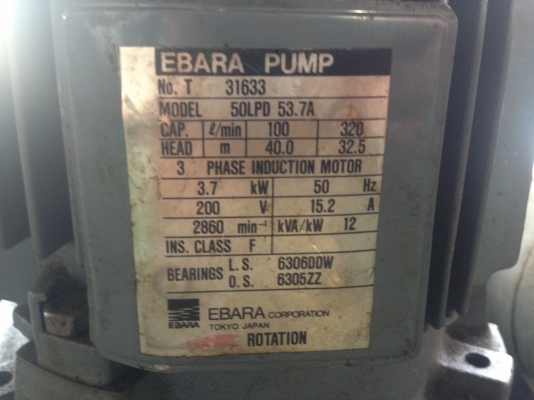 EBARA PUMP
No. T 31633
MODEL 50LPD 53.7A
CAP. ℓ/min 100 320
HEAD m 40.0 32.5
3 PHASE INDUCTION MOTOR
3.7 kW 50 Hz
200 V 15.2 A
2860 min⁻ kVA/kW 12
INS. CLASS F
BEARINGS L.S. 6306DDW
O.S. 6305ZZ
EBARA EBARA CORPORATION
TOKYO JAPAN
ROTATION